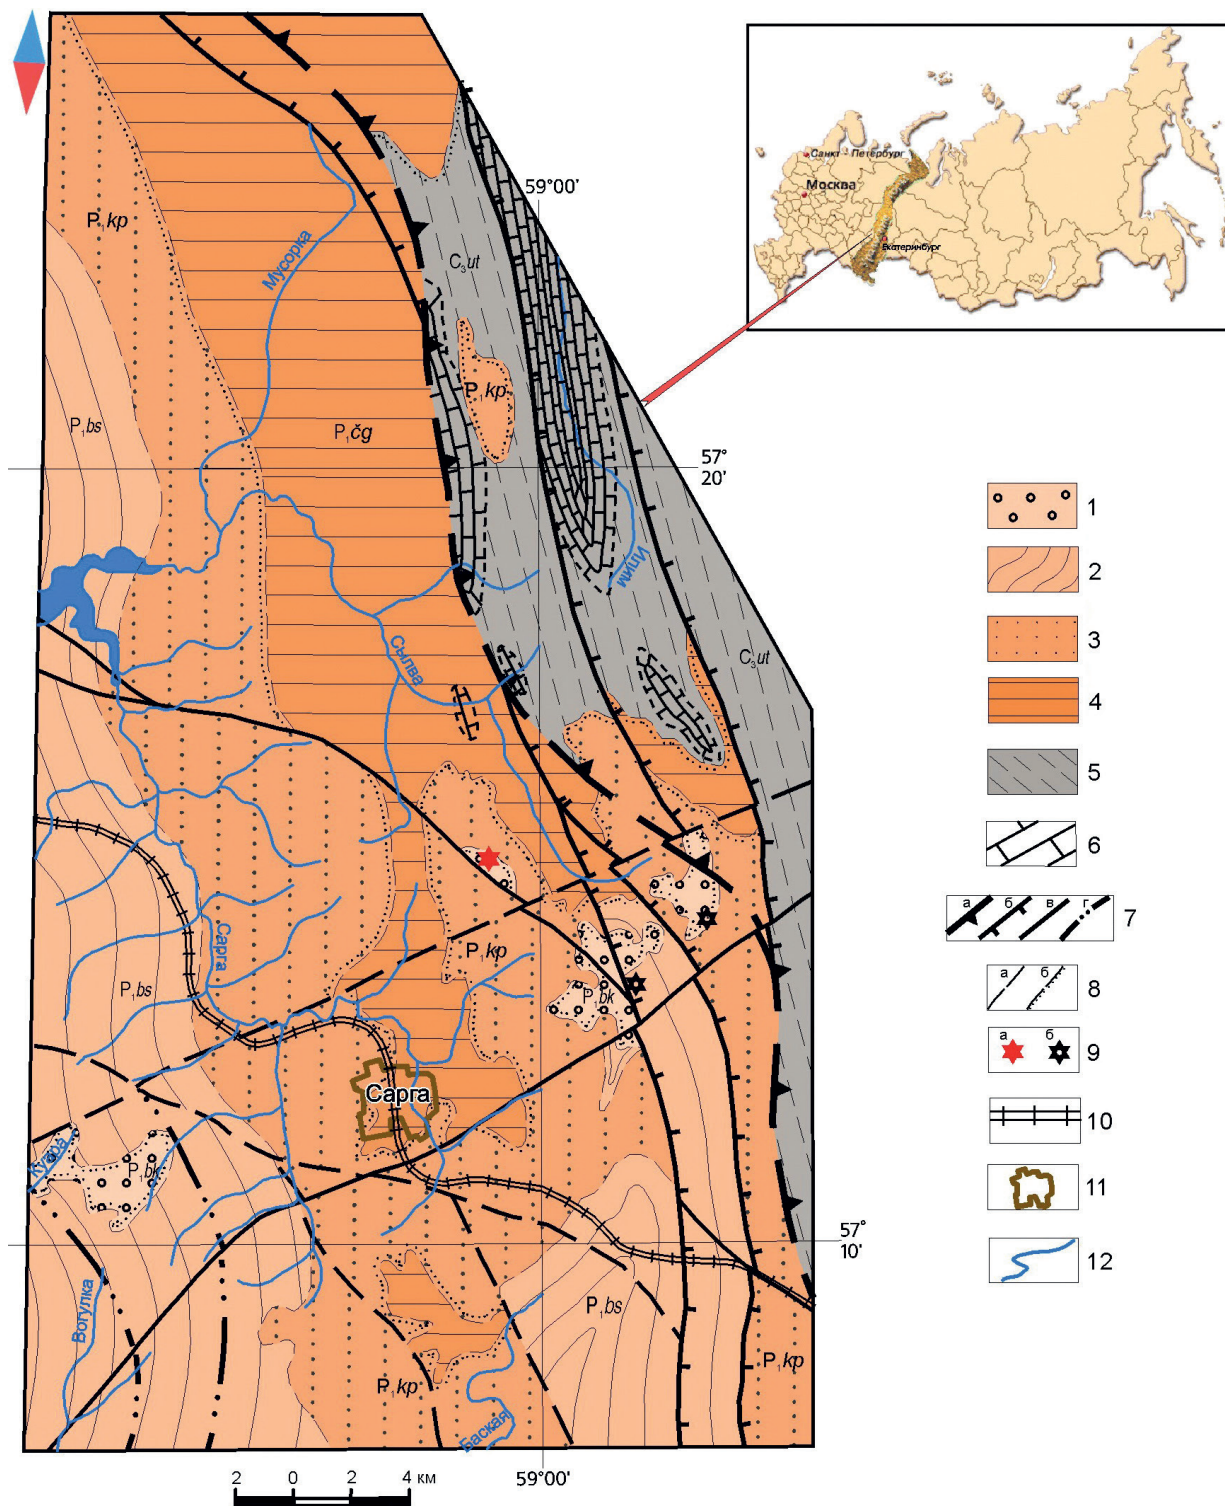 Санкт - Петербург
Москва
Екатеринбург
59°00'
P₁kp
Мусорка
C₃ut
P₁kp
P₁bs
P₁čg
57°
20'
Илим
Сылва
C₃ut
P₁kp
Сарга
P₁bs
P₁bk
Сарга
Кутра
P₁bk
57°
10'
Вогулка
P₁bs
P₁kp
P₁kp
Баская
59°00'
2 0 2 4 км
1
2
3
4
5
6
а б в г 7
а б 8
а б 9
10
11
12